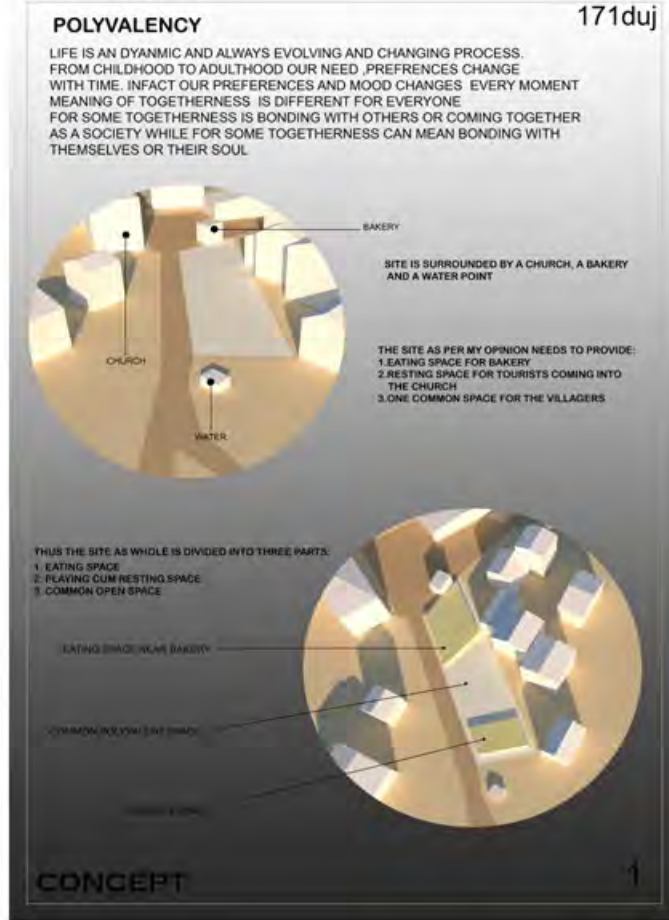 171duj
POLYVALENCY
LIFE IS AN DYANMIC AND ALWAYS EVOLVING AND CHANGING PROCESS.
FROM CHILDHOOD TO ADULTHOOD OUR NEED ,PREFRENCES CHANGE
WITH TIME. INFACT OUR PREFERENCES AND MOOD CHANGES EVERY MOMENT
MEANING OF TOGETHERNESS IS DIFFERENT FOR EVERYONE
FOR SOME TOGETHERNESS IS BONDING WITH OTHERS OR COMING TOGETHER
AS A SOCIETY WHILE FOR SOME TOGETHERNESS CAN MEAN BONDING WITH
THEMSELVES OR THEIR SOUL
BAKERY
SITE IS SURROUNDED BY A CHURCH, A BAKERY
AND A WATER POINT
CHURCH
WATER
THE SITE AS PER MY OPINION NEEDS TO PROVIDE:
1.EATING SPACE FOR BAKERY
2.RESTING SPACE FOR TOURISTS COMING INTO
THE CHURCH
3.ONE COMMON SPACE FOR THE VILLAGERS
THUS THE SITE AS WHOLE IS DIVIDED INTO THREE PARTS:
1. EATING SPACE
2. PLAYING CUM RESTING SPACE
3. COMMON OPEN SPACE
EATING SPACE NEAR BAKERY
COMMON POLYVALENT SPACE
CONCEPT
1